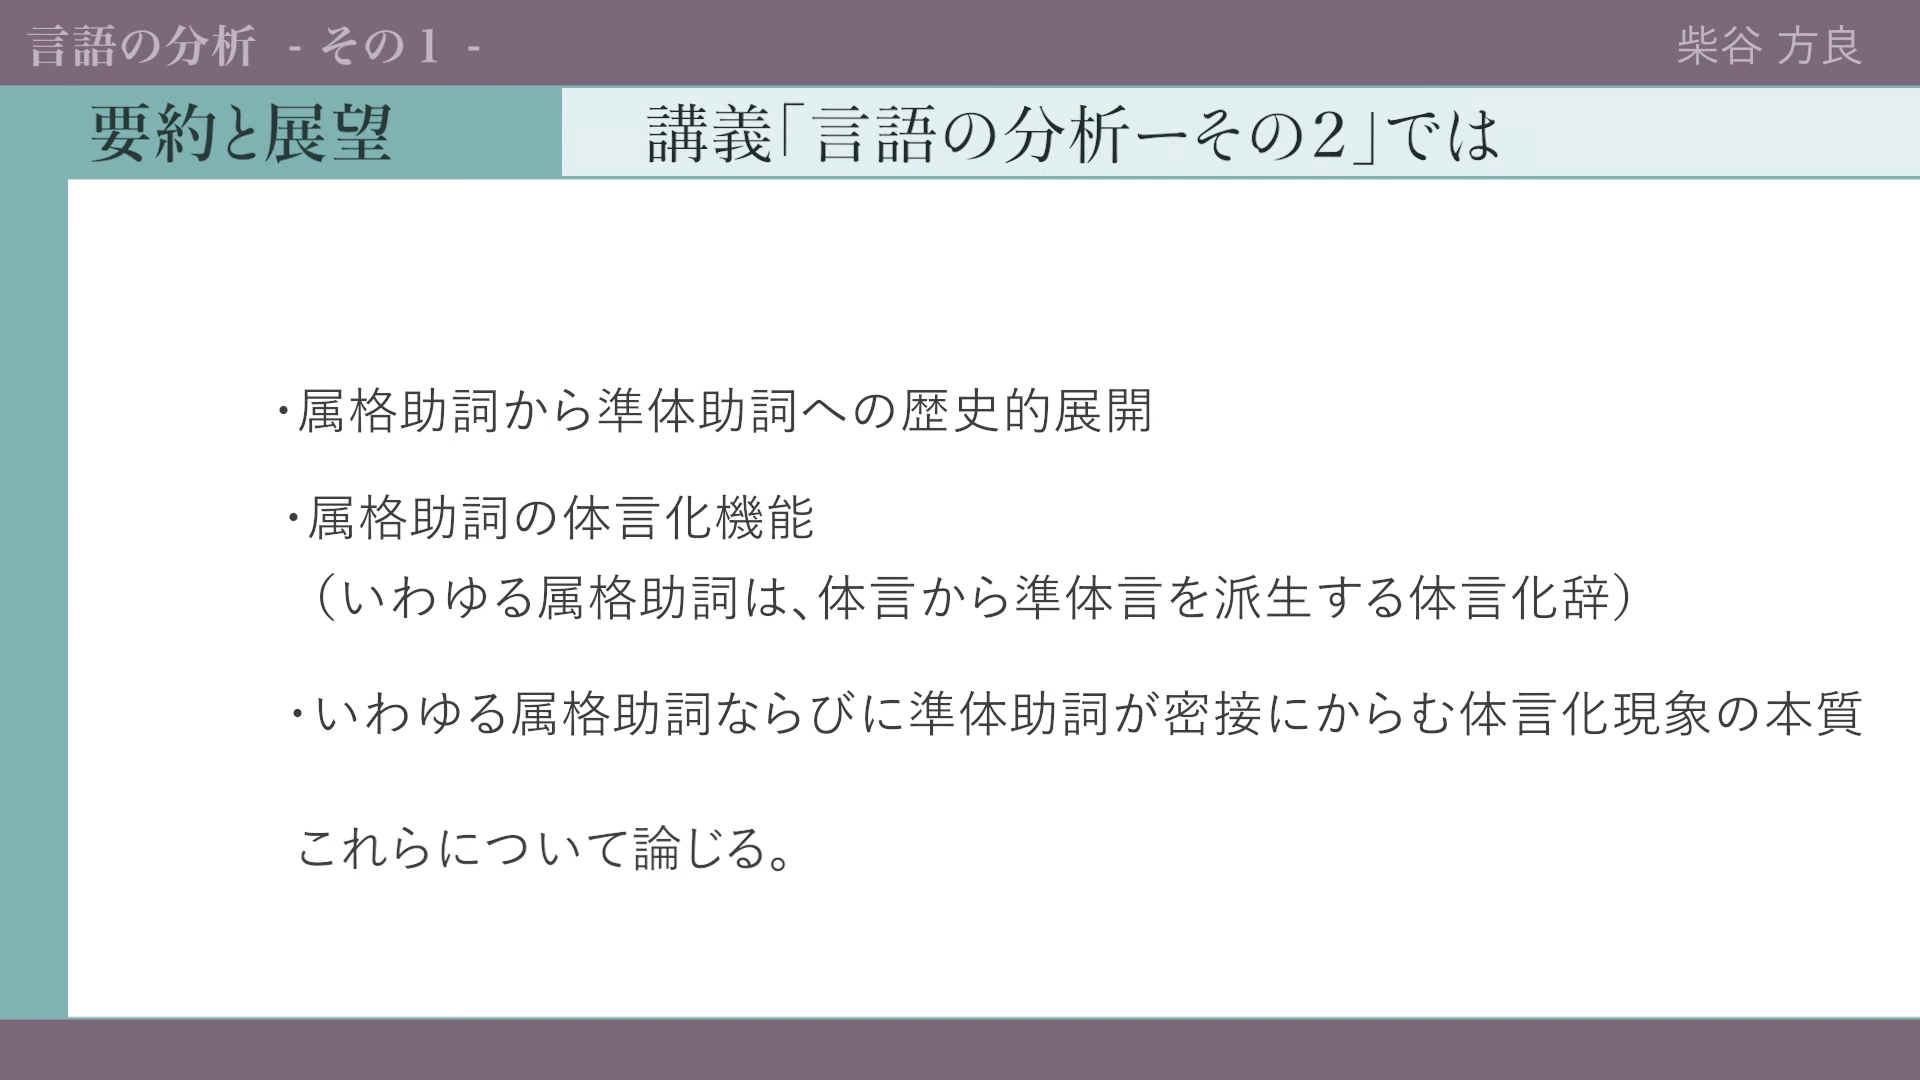 言語の分析 - その１ -
柴谷 方良
要約と展望
講義「言語の分析ーその２」では
・属格助詞から準体助詞への歴史的展開
・属格助詞の体言化機能
（いわゆる属格助詞は、体言から準体言を派生する体言化辞）
・いわゆる属格助詞ならびに準体助詞が密接にからむ体言化現象の本質
これらについて論じる。